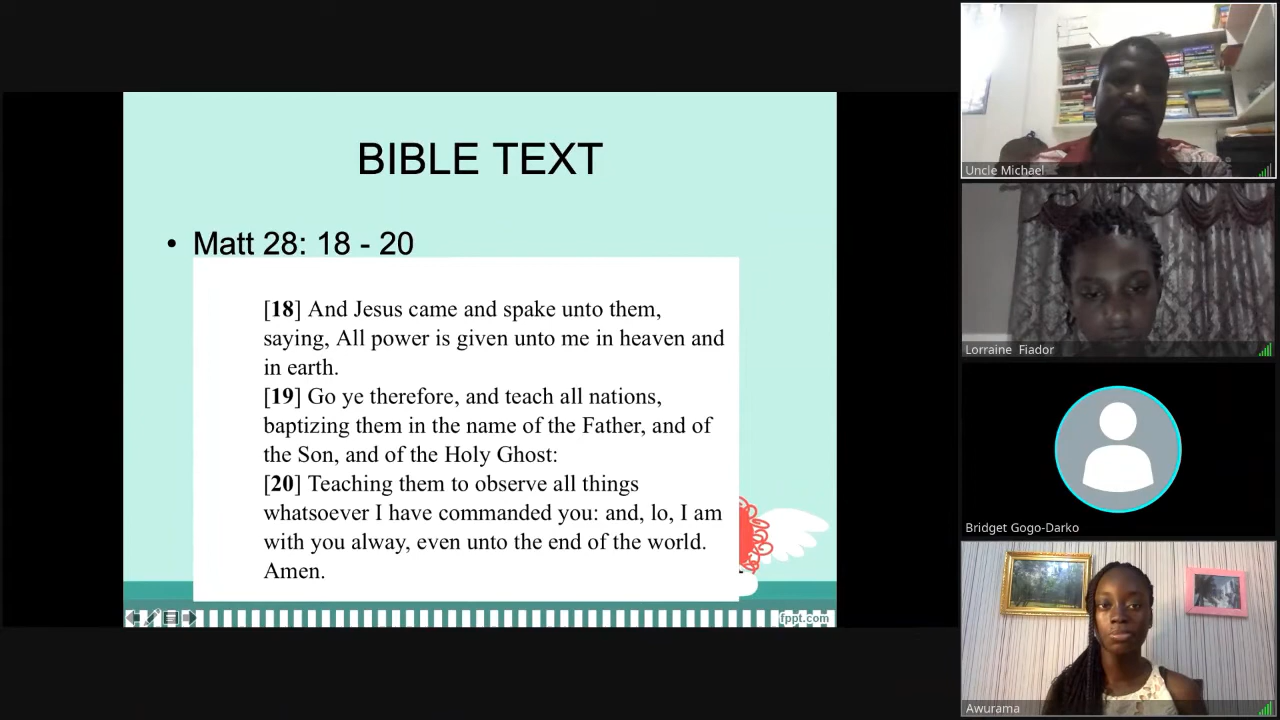 BIBLE TEXT
• Matt 28: 18 - 20
[18] And Jesus came and spake unto them,
saying, All power is given unto me in heaven and
in earth.
[19] Go ye therefore, and teach all nations,
baptizing them in the name of the Father, and of
the Son, and of the Holy Ghost:
[20] Teaching them to observe all things
whatsoever I have commanded you: and, lo, I am
with you alway, even unto the end of the world.
Amen.
fppt.com
Uncle Michael
Lorraine Fiador
Bridget Gogo-Darko
Awurama